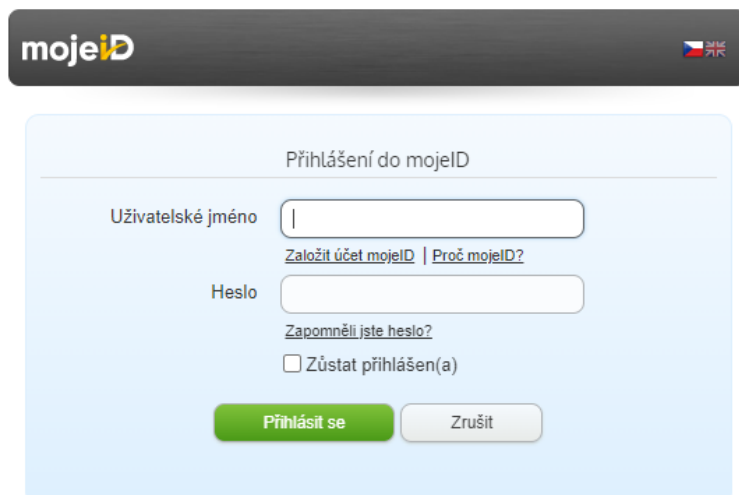 mojeID
Přihlášení do mojeID
Uživatelské jméno
Založit účet mojeID | Proč mojeID?
Heslo
Zapomněli jste heslo?
Zůstat přihlášen(a)
Přihlásit se Zrušit